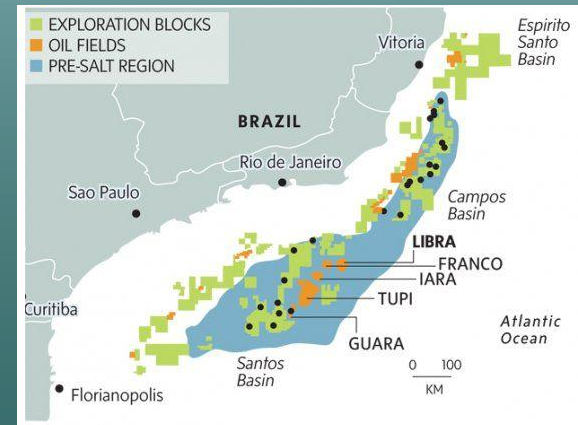 EXPLORATION BLOCKS
OIL FIELDS
PRE-SALT REGION
Espirito
Santo
Basin
Vitoria
BRAZIL
Rio de Janeiro
Sao Paulo
Campos
Basin
LIBRA
FRANCO
IARA
TUPI
GUARA
Curitiba
Atlantic
Ocean
Santos
Basin
0 100
KM
Florianopolis